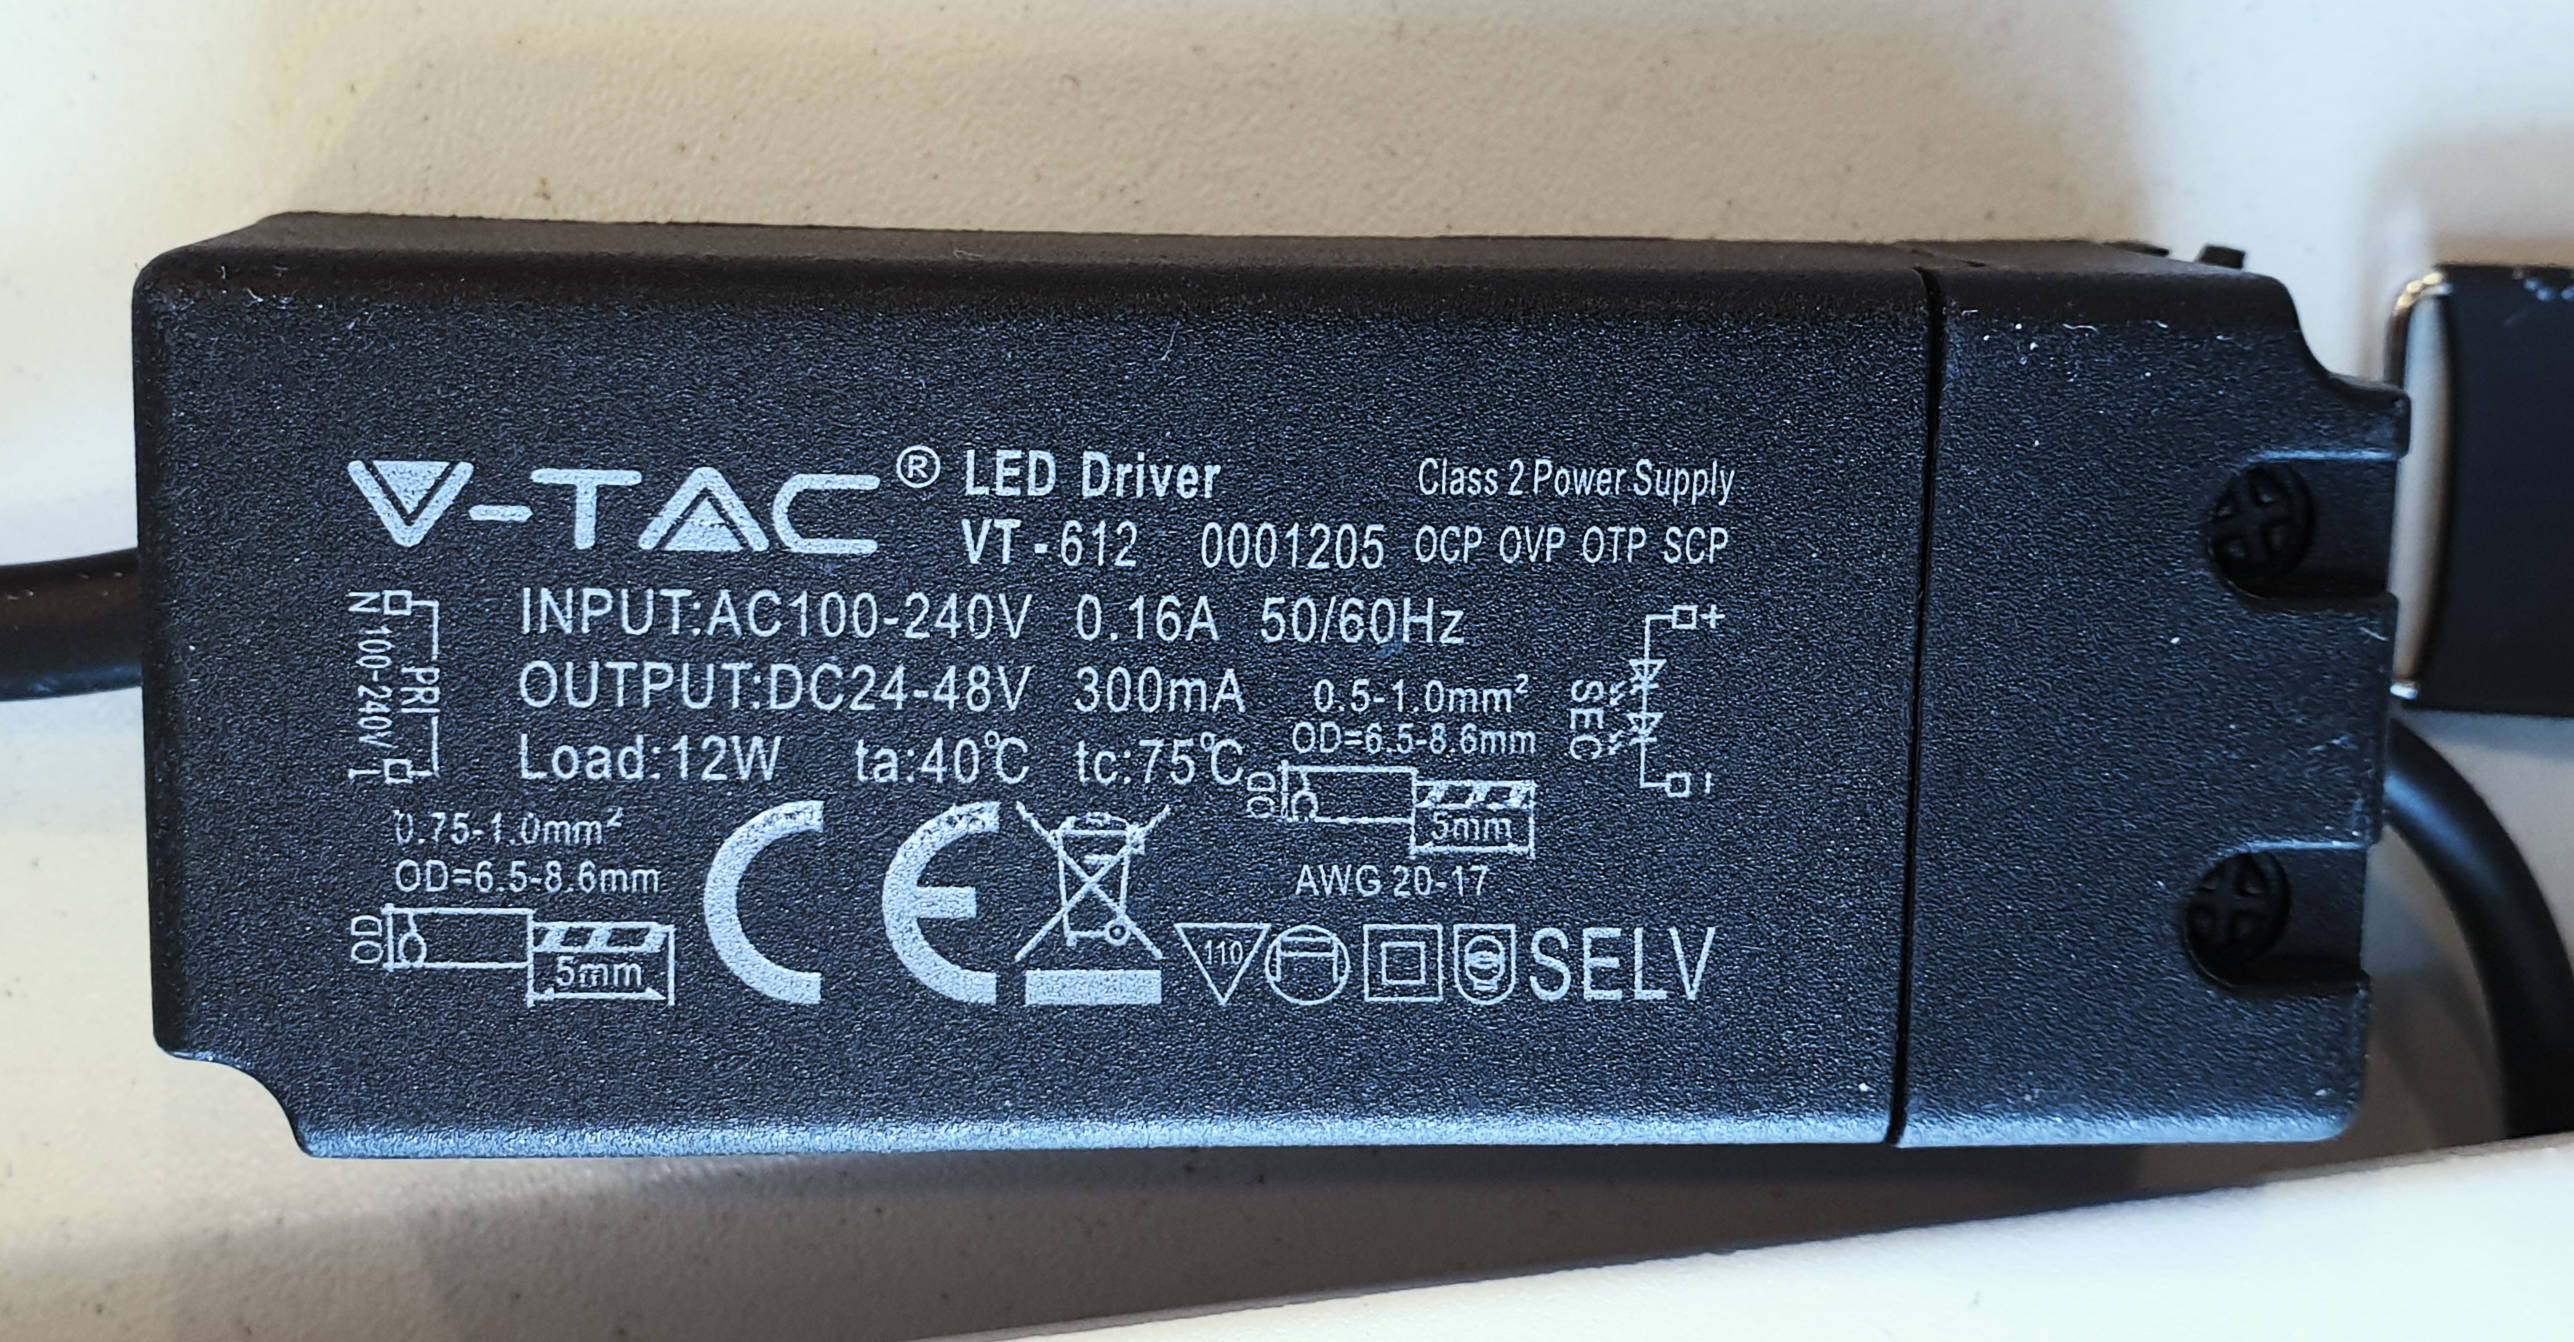 V-TAC® LED Driver Class 2 Power Supply
VT-612 0001205 OCP OVP OTP SCP
INPUT:AC100-240V 0.16A 50/60Hz
OUTPUT:DC24-48V 300mA
Load:12W ta:40℃ tc:75℃
N 100-240V L
PRI
0.75-1.0mm²
OD=6.5-8.6mm
OD
5mm
CE
0.5-1.0mm²
OD=6.5-8.6mm
OD
5mm
AWG 20-17
SEC
+
-
110
SELV